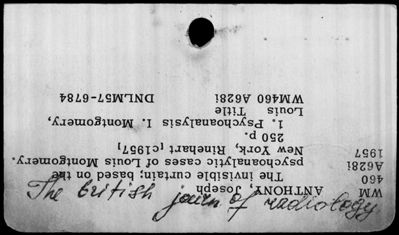 WM
460
A628i
1957
ANTHONY, Joseph,
The invisible curtain; based on the
psychoanalytic cases of Louis Montgomery.
New York, Rinehart [c1957]
250 p.
1. Psychoanalysis I. Montgomery,
Louis Title
WM460 A628i DNLM57-6784
The british journ of radiology